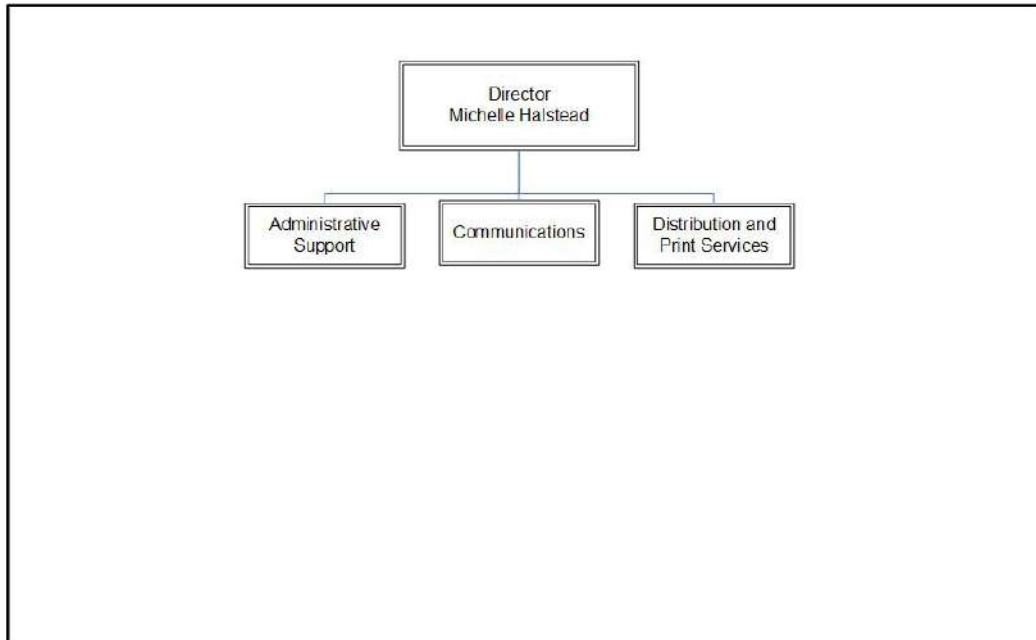 Director
Michelle Halstead
Administrative
Support
Communications
Distribution and
Print Services